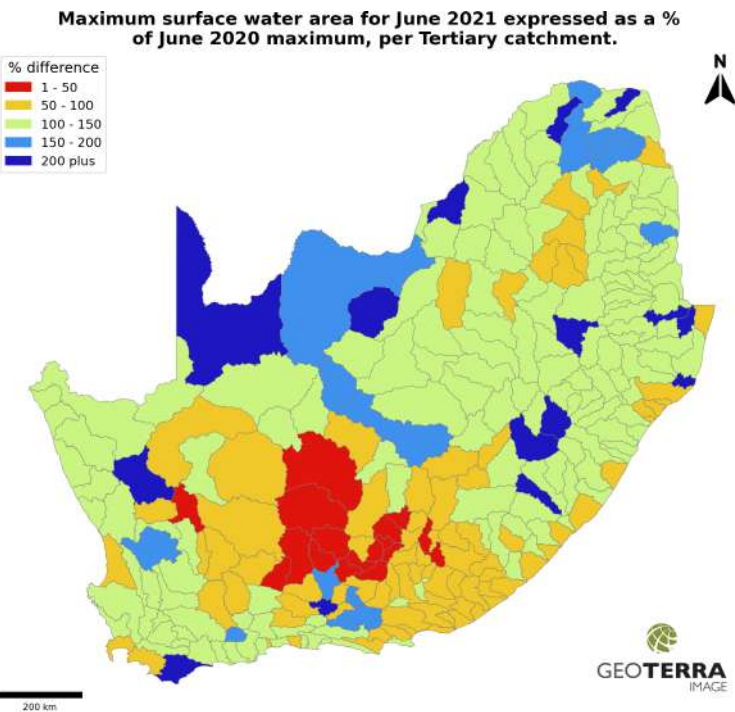 Maximum surface water area for June 2021 expressed as a %
of June 2020 maximum, per Tertiary catchment.
% difference
1 - 50
50 - 100
100 - 150
150 - 200
200 plus
N
GEOTERRA
IMAGE
200 km